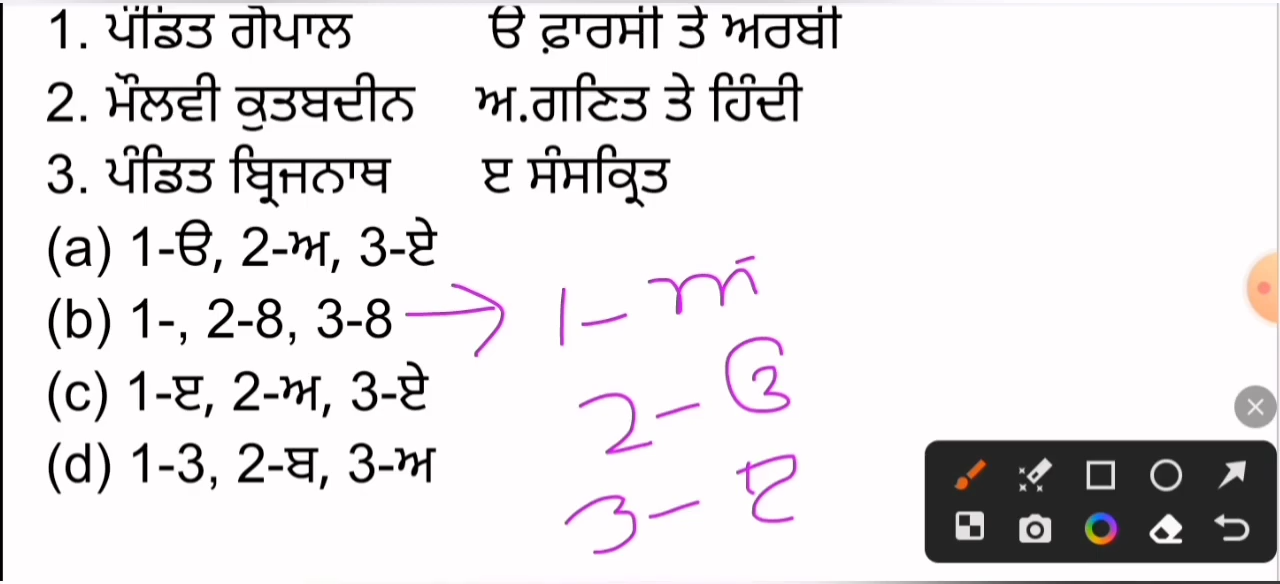 1. ਪੰਡਿਤ ਗੋਪਾਲ ੳ ਫ਼ਾਰਸੀ ਤੇ ਅਰਬੀ
2. ਮੌਲਵੀ ਕੁਤਬਦੀਨ ਅ.ਗਣਿਤ ਤੇ ਹਿੰਦੀ
3. ਪੰਡਿਤ ਬ੍ਰਿਜਨਾਥ ੲ ਸੰਸਕ੍ਰਿਤ
(a) 1-ੳ, 2-ਅ, 3-ਏ
(b) 1-, 2-8, 3-8
(c) 1-ੲ, 2-ਅ, 3-ਏ
(d) 1-3, 2-ਬ, 3-ਅ
1-ਅ
2-ੳ
3-ੲ